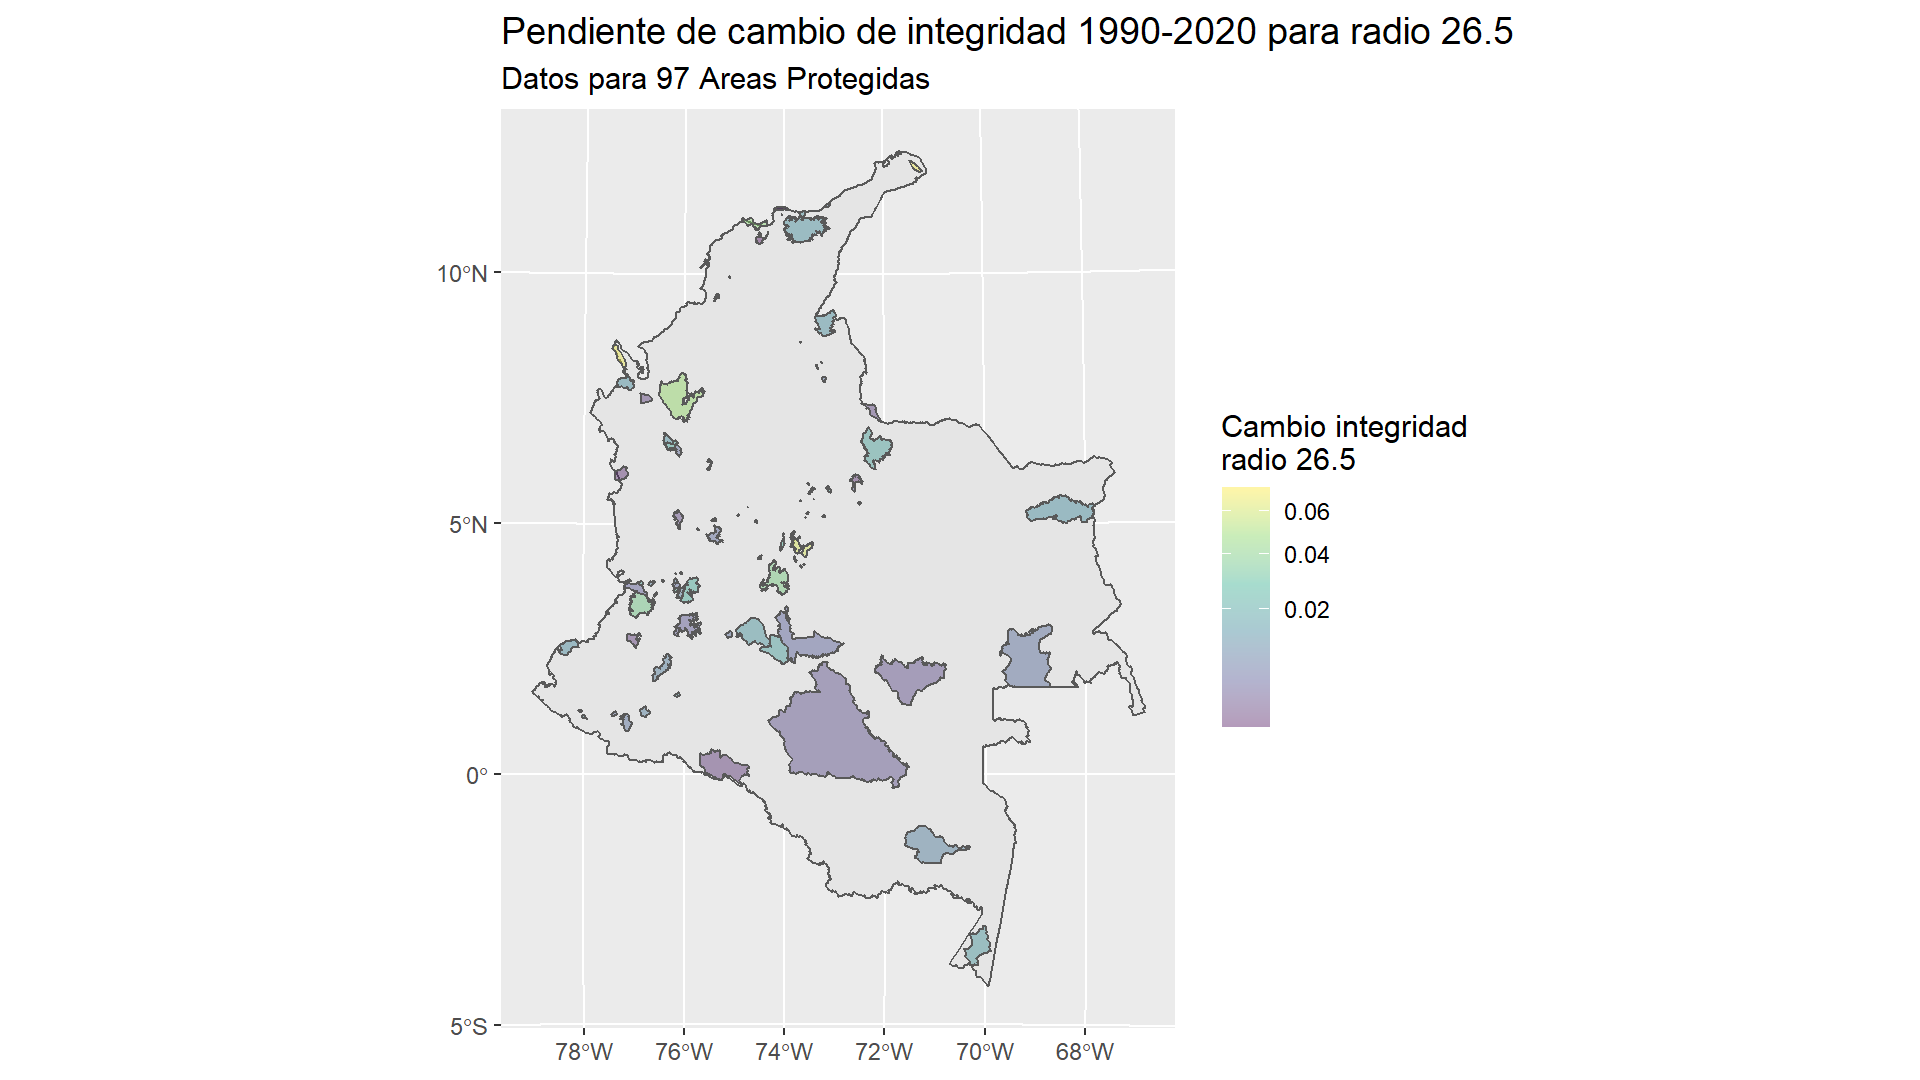 Pendiente de cambio de integridad 1990-2020 para radio 26.5
Datos para 97 Areas Protegidas
10°N
5°N
0°
5°S
78°W 76°W 74°W 72°W 70°W 68°W
Cambio integridad
radio 26.5
0.06
0.04
0.02